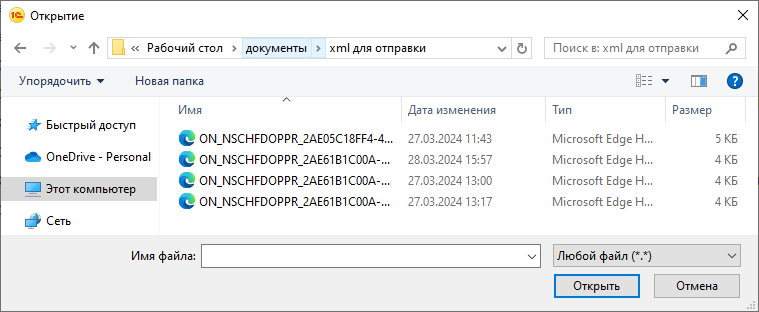 1С Открытие
Рабочий стол документы xml для отправки Поиск в: xml для отправки
Упорядочить Новая папка ?
Имя Дата изменения Тип Размер
Быстрый доступ
OneDrive - Personal
Этот компьютер
Сеть
ON_NSCHFDOPPR_2AE05C18FF4-4... 27.03.2024 11:43 Microsoft Edge H... 5 КБ
ON_NSCHFDOPPR_2AE61B1C00A-... 28.03.2024 15:57 Microsoft Edge H... 4 КБ
ON_NSCHFDOPPR_2AE61B1C00A-... 27.03.2024 13:00 Microsoft Edge H... 4 КБ
ON_NSCHFDOPPR_2AE61B1C00A-... 27.03.2024 13:17 Microsoft Edge H... 4 КБ
Имя файла: Любой файл (*.*)
Открыть Отмена